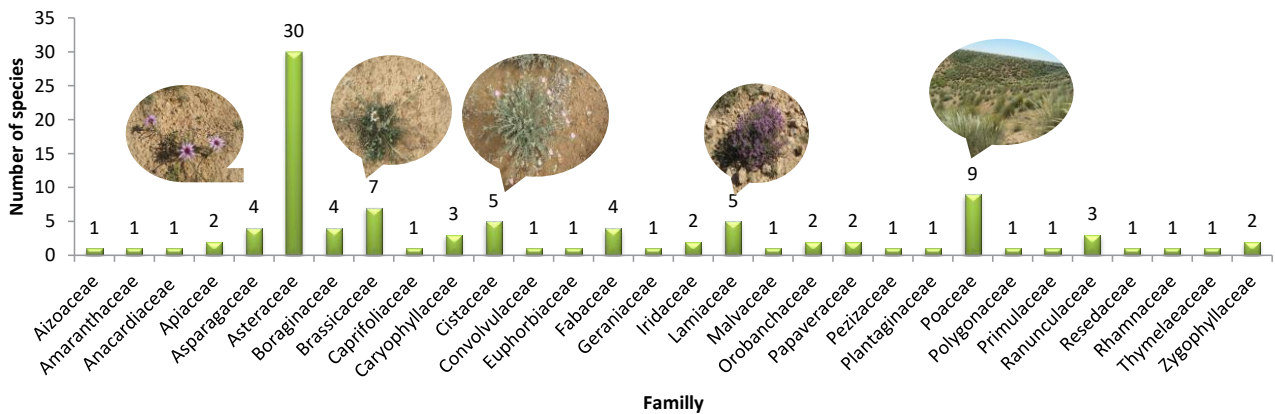 Number of species
35
30
25
20
15
10
5
0
1 1 1 2 4 30 4 7 1 3 5 1 1 4 1 2 5 1 2 2 1 1 9 1 1 3 1 1 1 2
Aizoaceae
Amaranthaceae
Anacardiaceae
Apiaceae
Asparagaceae
Asteraceae
Boraginaceae
Brassicaceae
Caprifoliaceae
Caryophyllaceae
Cistaceae
Convolvulaceae
Euphorbiaceae
Fabaceae
Geraniaceae
Iridaceae
Lamiaceae
Malvaceae
Orobanchaceae
Papaveraceae
Pezizaceae
Plantaginaceae
Poaceae
Polygonaceae
Primulaceae
Ranunculaceae
Resedaceae
Rhamnaceae
Thymelaeaceae
Zygophyllaceae
Familly